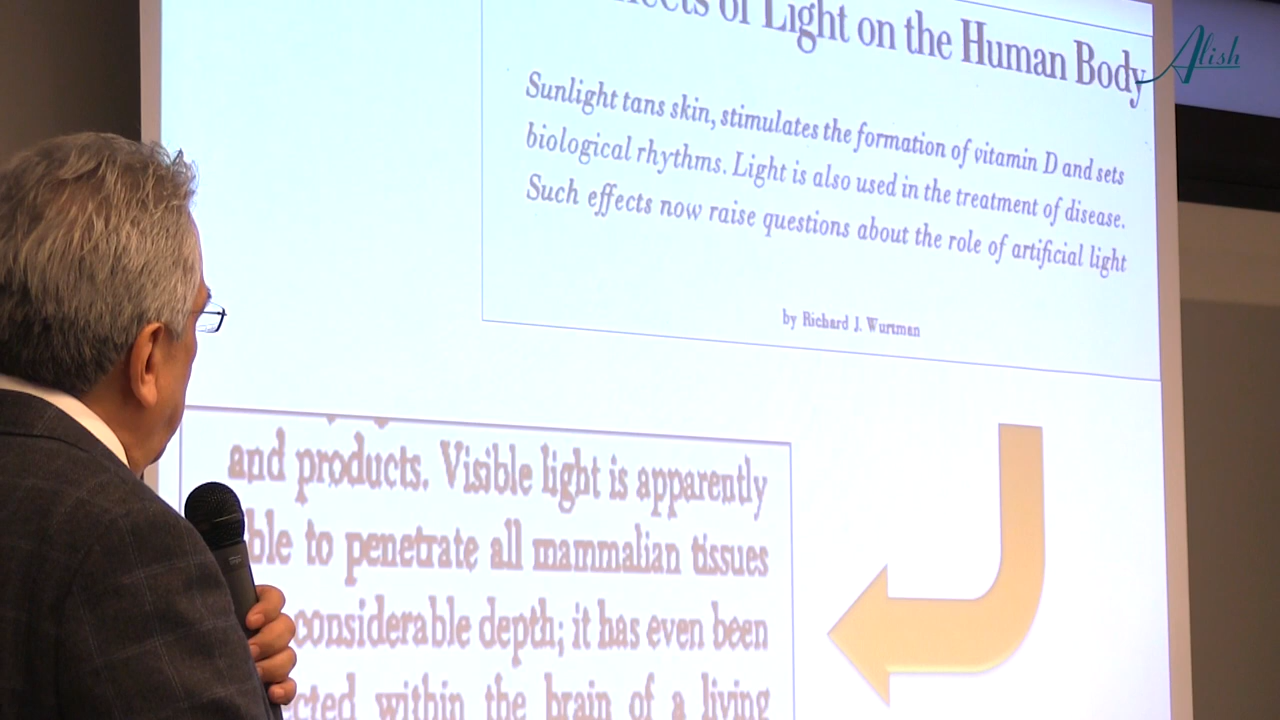 of Light on the Human Body
Alish
Sunlight tans skin, stimulates the formation of vitamin D and sets
biological rhythms. Light is also used in the treatment of disease.
Such effects now raise questions about the role of artificial light
by Richard J. Wurtman
and products. Visible light is apparently
ble to penetrate all mammalian tissues
considerable depth; it has even been
cted within the brain of a living